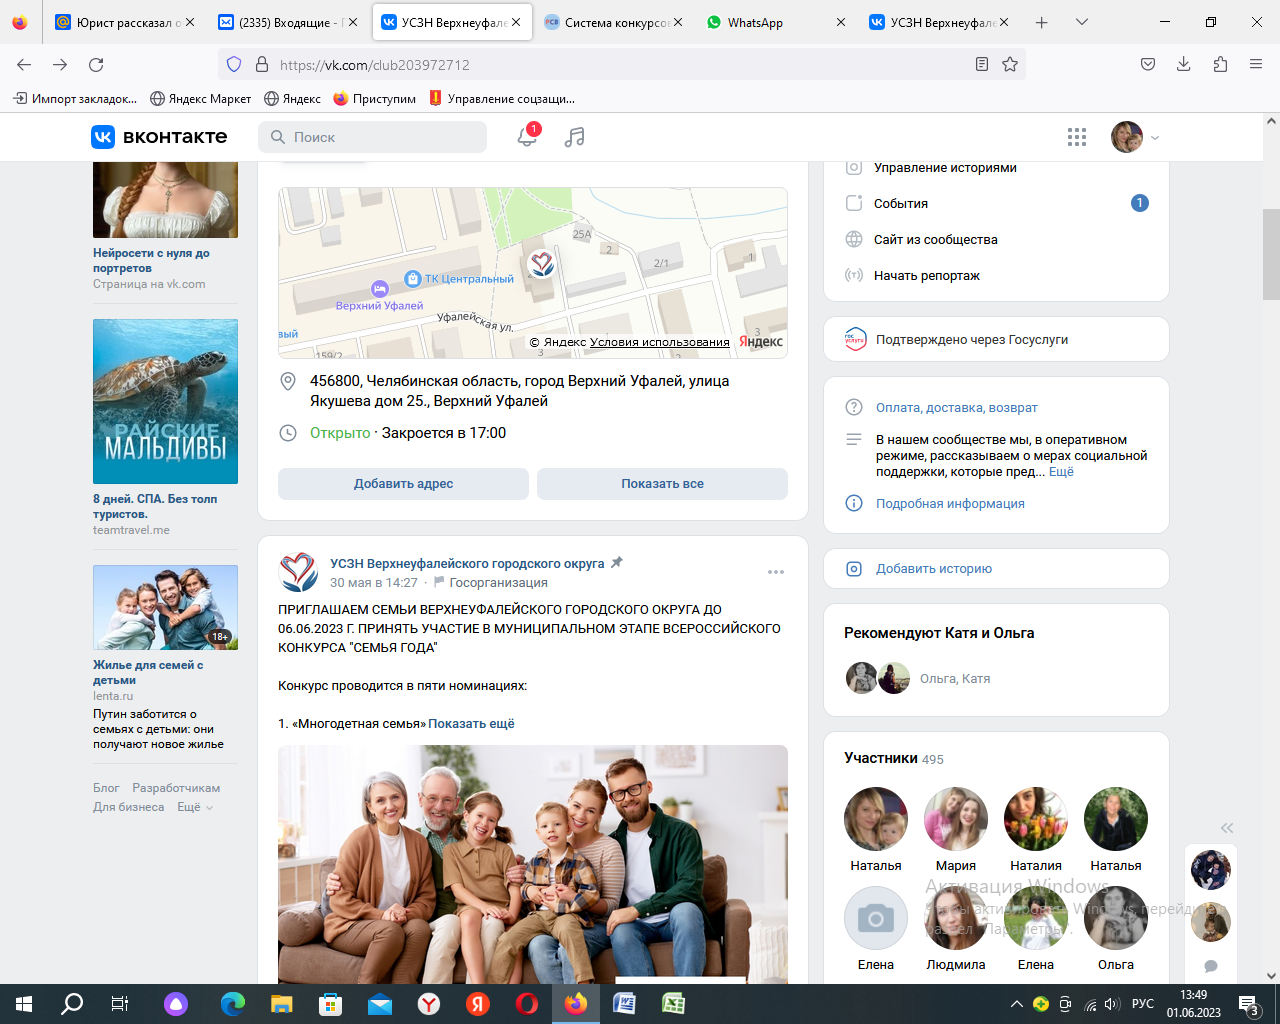 Юрист рассказал о
(2335) Входящие -
УСЗН Верхнеуфале
Система конкурсо
WhatsApp
УСЗН Верхнеуфале
https://vk.com/club203972712
Импорт закладок...
Яндекс Маркет
Яндекс
Приступим
Управление соцзащи...
вконтакте
Поиск
1
Нейросети с нуля до
портретов
Страница на vk.com
РАЙСКИЕ
МАЛЬДИВЫ
8 дней. СПА. Без толп
туристов.
teamtravel.me
18+
Жилье для семей с
детьми
lenta.ru
Путин заботится о
семьях с детьми: они
получают новое жилье
Блог Разработчикам
Для бизнеса Ещё
25А
2
2/1
1
ТК Центральный
Верхний Уфалей
Уфалейская ул.
вый
159/2
3
3
© Яндекс Условия использования Яндекс
456800, Челябинская область, город Верхний Уфалей, улица
Якушева дом 25., Верхний Уфалей
Открыто · Закроется в 17:00
Добавить адрес
Показать все
УСЗН Верхнеуфалейского городского округа
30 мая в 14:27 · Госорганизация
ПРИГЛАШАЕМ СЕМЬИ ВЕРХНЕУФАЛЕЙСКОГО ГОРОДСКОГО ОКРУГА ДО
06.06.2023 Г. ПРИНЯТЬ УЧАСТИЕ В МУНИЦИПАЛЬНОМ ЭТАПЕ ВСЕРОССИЙСКОГО
КОНКУРСА "СЕМЬЯ ГОДА"
Конкурс проводится в пяти номинациях:
1. «Многодетная семья» Показать ещё
Управление историями
События
1
Сайт из сообщества
Начать репортаж
гос
услуги
Подтверждено через Госуслуги
Оплата, доставка, возврат
В нашем сообществе мы, в оперативном
режиме, рассказываем о мерах социальной
поддержки, которые пред... Ещё
Подробная информация
Добавить историю
Рекомендуют Катя и Ольга
Ольга, Катя
Участники 495
Наталья
Мария
Наталия
Наталья
Елена
Людмила
Елена
Ольга
Активация Windows
Windows, перейди
раздел "Параметры".
РУС
13:49
01.06.2023
3